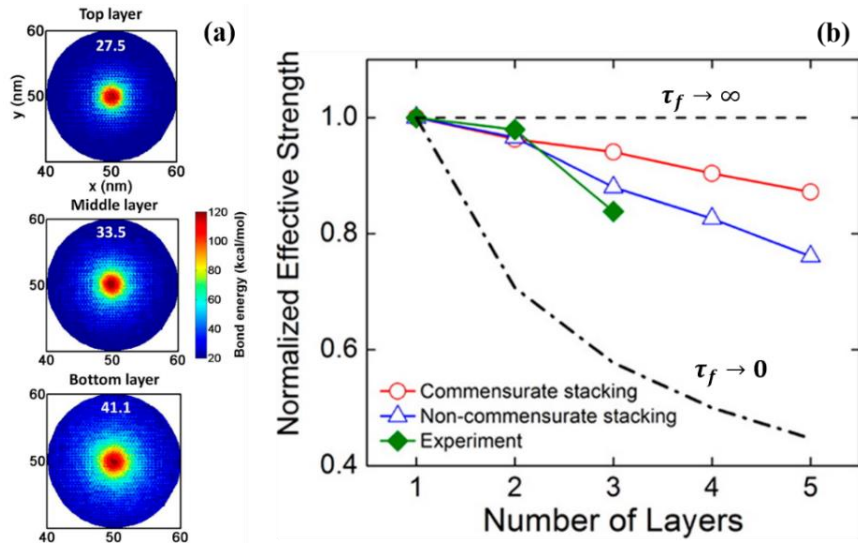 Top layer
(a)
60
27.5
y (nm)
50
40
40 50 60
x (nm)
Middle layer
60
33.5
50
40
40 50 60
Bond energy (kcal/mol)
120
100
80
60
40
20
Bottom layer
60
41.1
50
40
40 50 60
(b)
Normalized Effective Strength
1.0
0.8
0.6
0.4
τf → ∞
τf → 0
Commensurate stacking
Non-commensurate stacking
Experiment
1 2 3 4 5
Number of Layers